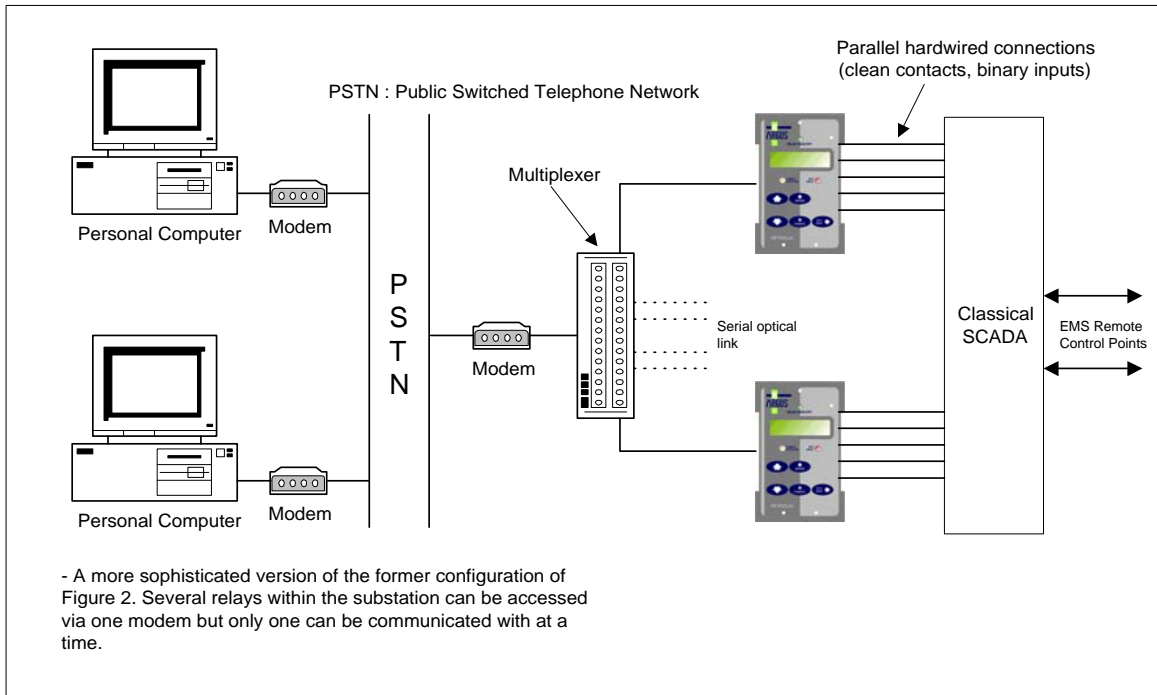 Parallel hardwired connections
(clean contacts, binary inputs)
PSTN : Public Switched Telephone Network
ARGUS
Multiplexer
Personal Computer
Modem
P
S
T
N
Modem
Serial optical
link
Classical
SCADA
EMS Remote
Control Points
ARGUS
Personal Computer
Modem
- A more sophisticated version of the former configuration of
Figure 2. Several relays within the substation can be accessed
via one modem but only one can be communicated with at a
time.